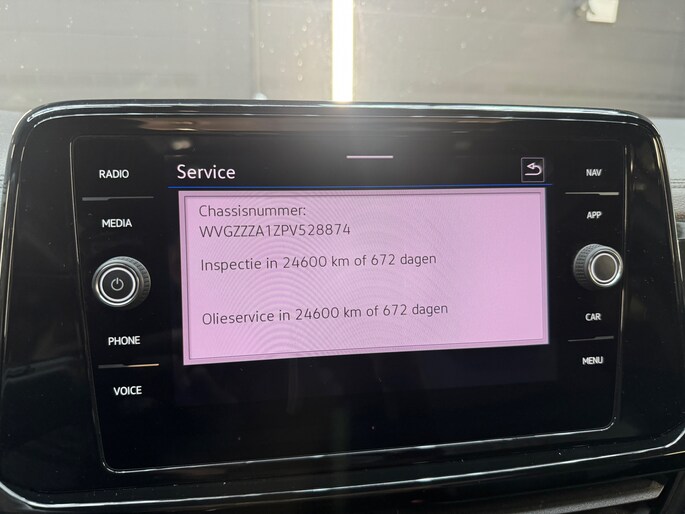 Service
RADIO
MEDIA
PHONE
VOICE
Chassisnummer:
WVGZZZA1ZPV528874
Inspectie in 24600 km of 672 dagen
Olieservice in 24600 km of 672 dagen
NAV
APP
CAR
MENU